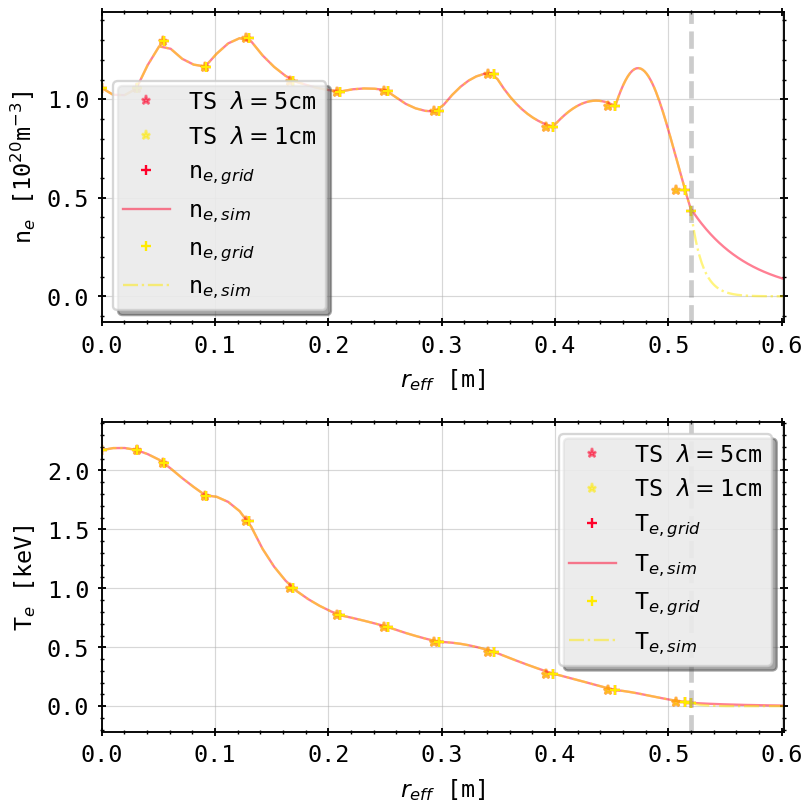 n_e [10^20 m^-3]
1.0
0.5
0.0
TS λ = 5cm
TS λ = 1cm
n_e,grid
n_e,sim
n_e,grid
n_e,sim
0.0 0.1 0.2 0.3 0.4 0.5 0.6
r_eff [m]
T_e [keV]
2.0
1.5
1.0
0.5
0.0
TS λ = 5cm
TS λ = 1cm
T_e,grid
T_e,sim
T_e,grid
T_e,sim
0.0 0.1 0.2 0.3 0.4 0.5 0.6
r_eff [m]